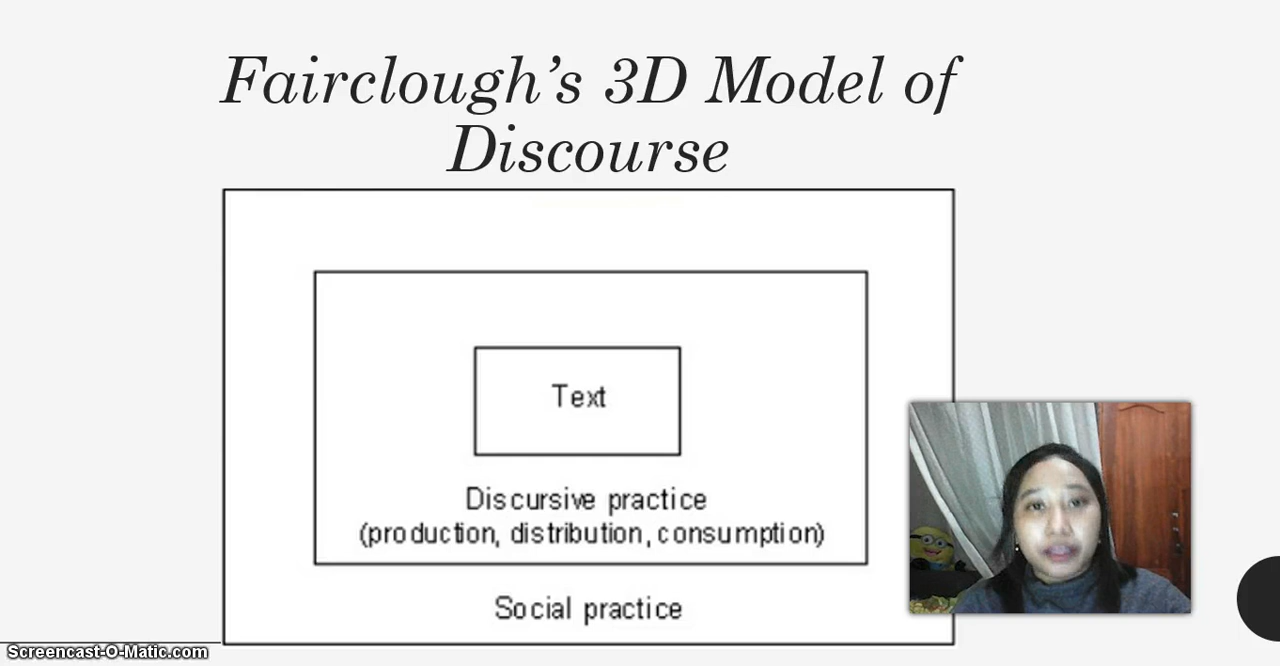 Fairclough’s 3D Model of
Discourse
Text
Discursive practice
(production, distribution, consumption)
Social practice
Screencast-O-Matic.com